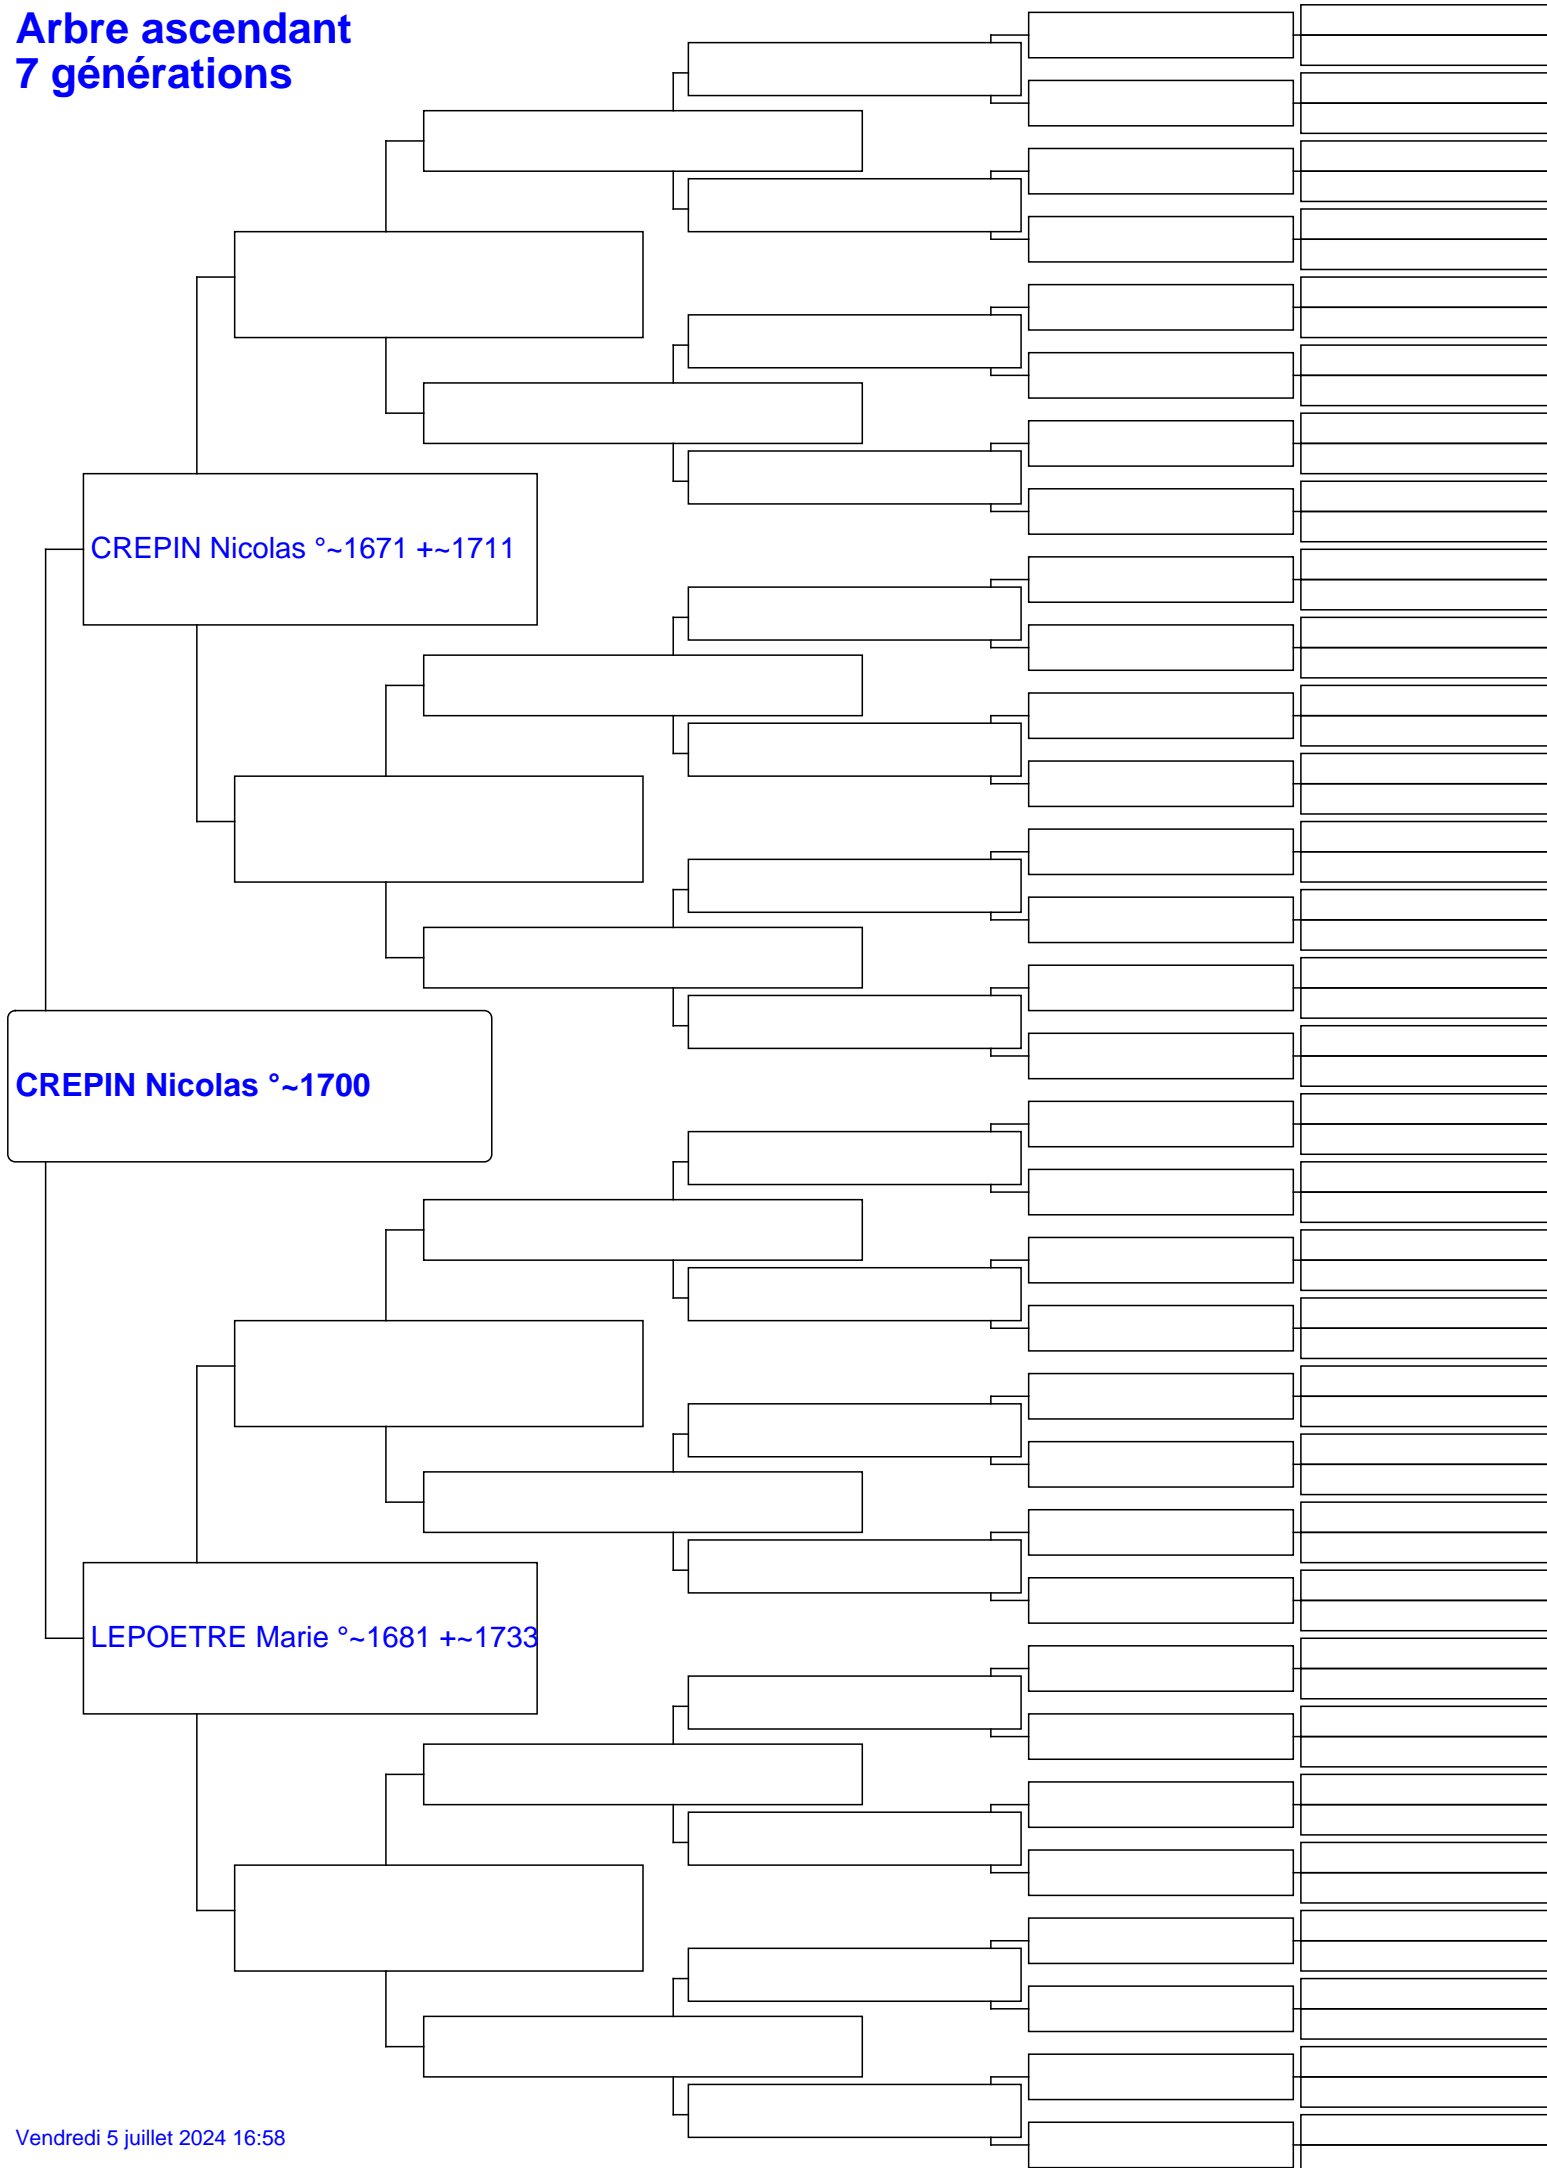 Arbre ascendant
7 générations
CREPIN Nicolas °~1671 +~1711
CREPIN Nicolas °~1700
LEPOETRE Marie °~1681 +~1733
Vendredi 5 juillet 2024 16:58